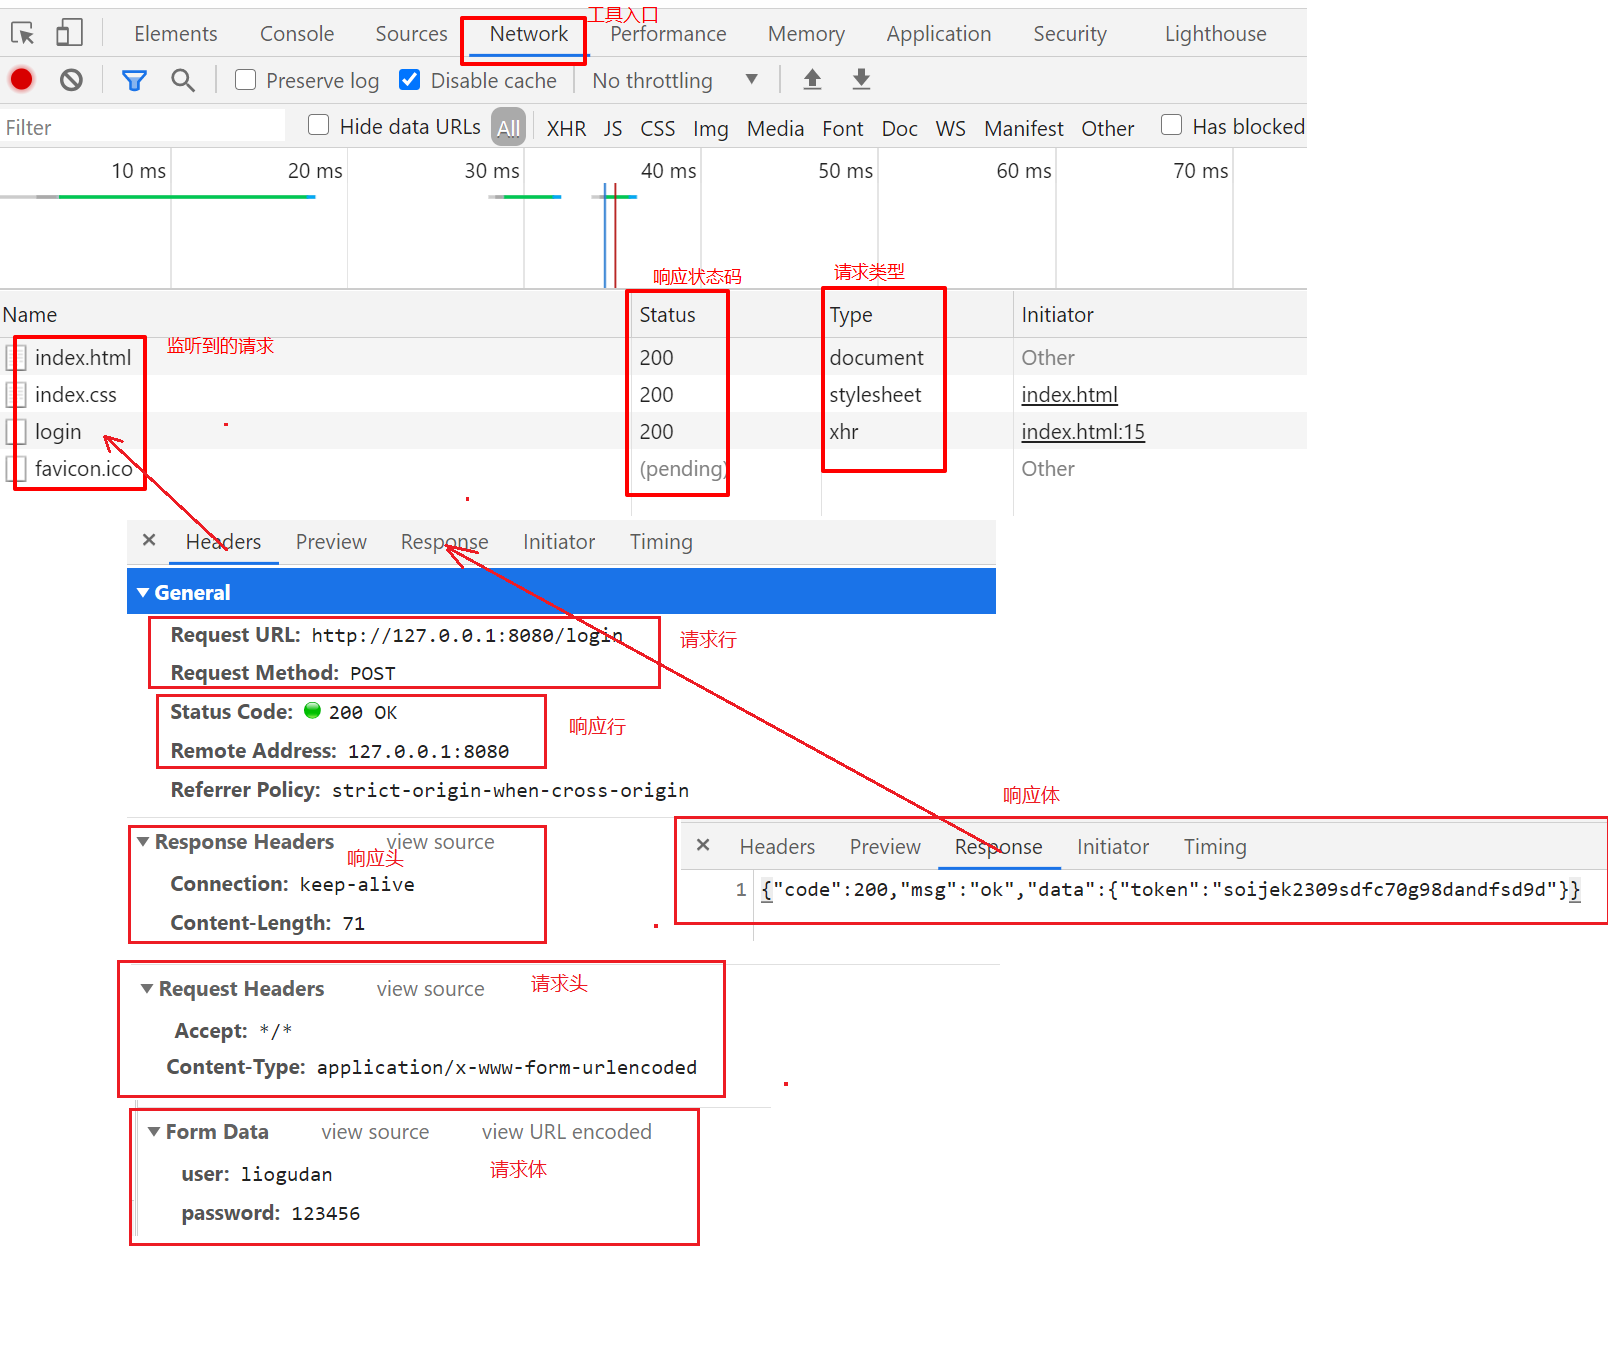 工具入口
Elements Console Sources Network Performance Memory Application Security Lighthouse
Preserve log Disable cache No throttling
Filter Hide data URLs All XHR JS CSS Img Media Font Doc WS Manifest Other Has blocked
10 ms 20 ms 30 ms 40 ms 50 ms 60 ms 70 ms
响应状态码 请求类型
Name Status Type Initiator
监听到的请求
index.html 200 document Other
index.css 200 stylesheet index.html
login 200 xhr index.html:15
favicon.ico (pending) Other
× Headers Preview Response Initiator Timing
General
Request URL: http://127.0.0.1:8080/login
请求行
Request Method: POST
Status Code: 200 OK
响应行
Remote Address: 127.0.0.1:8080
Referrer Policy: strict-origin-when-cross-origin
响应体
Response Headers view source
响应头
Connection: keep-alive
Content-Length: 71
× Headers Preview Response Initiator Timing
1 {"code":200,"msg":"ok","data":{"token":"soijek2309sdfc70g98dandfsd9d"}}
Request Headers view source 请求头
Accept: */*
Content-Type: application/x-www-form-urlencoded
Form Data view source view URL encoded
user: liogudan 请求体
password: 123456